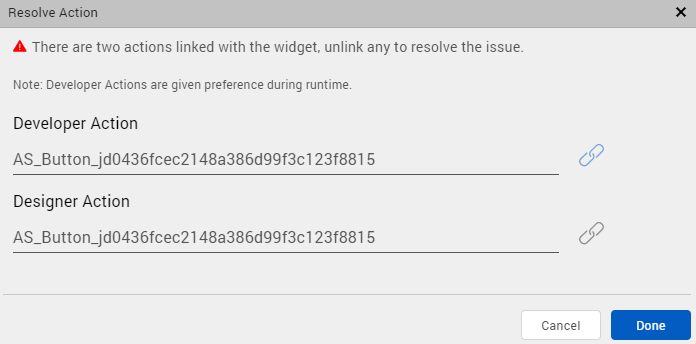 Resolve Action
There are two actions linked with the widget, unlink any to resolve the issue.
Note: Developer Actions are given preference during runtime.
Developer Action
AS_Button_jd0436fcec2148a386d99f3c123f8815
Designer Action
AS_Button_jd0436fcec2148a386d99f3c123f8815
Cancel
Done